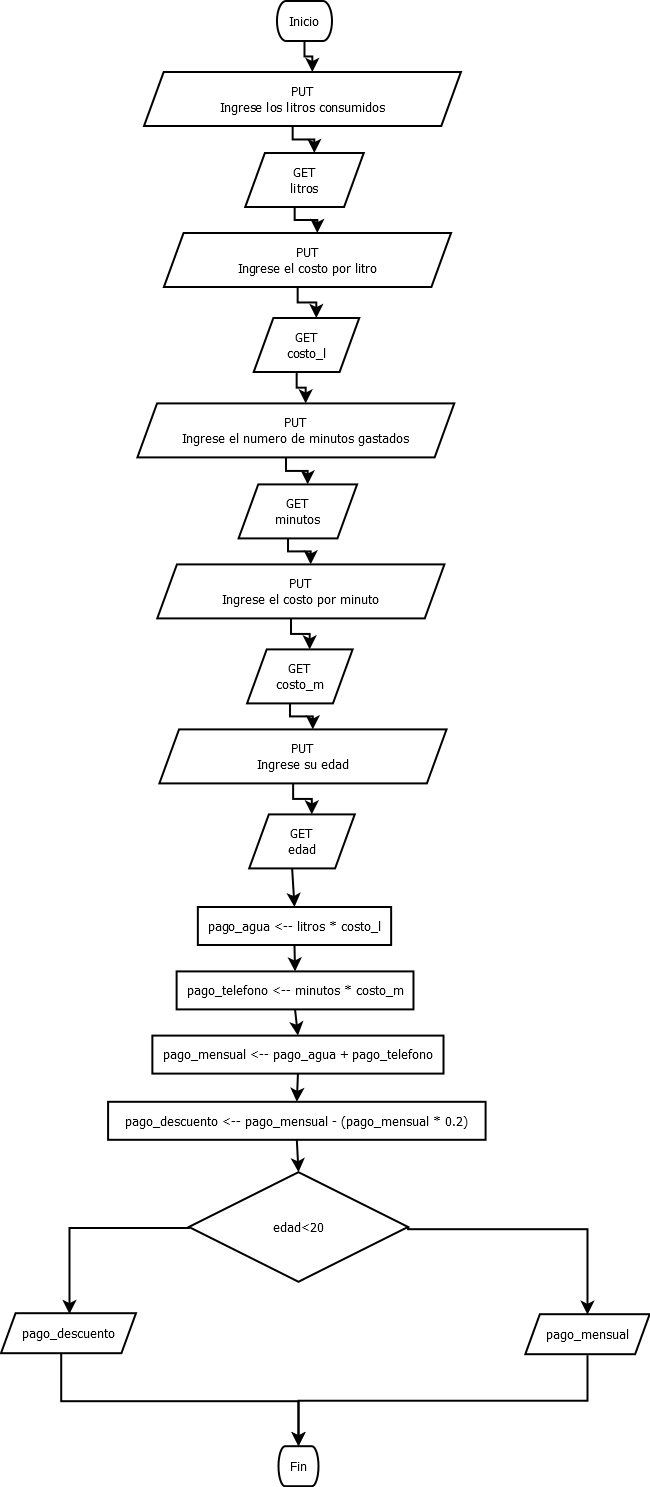 Inicio
PUT
Ingrese los litros consumidos
GET
litros
PUT
Ingrese el costo por litro
GET
costo_l
PUT
Ingrese el numero de minutos gastados
GET
minutos
PUT
Ingrese el costo por minuto
GET
costo_m
PUT
Ingrese su edad
GET
edad
pago_agua <-- litros * costo_l
pago_telefono <-- minutos * costo_m
pago_mensual <-- pago_agua + pago_telefono
pago_descuento <-- pago_mensual - (pago_mensual * 0.2)
edad<20
pago_descuento
pago_mensual
Fin